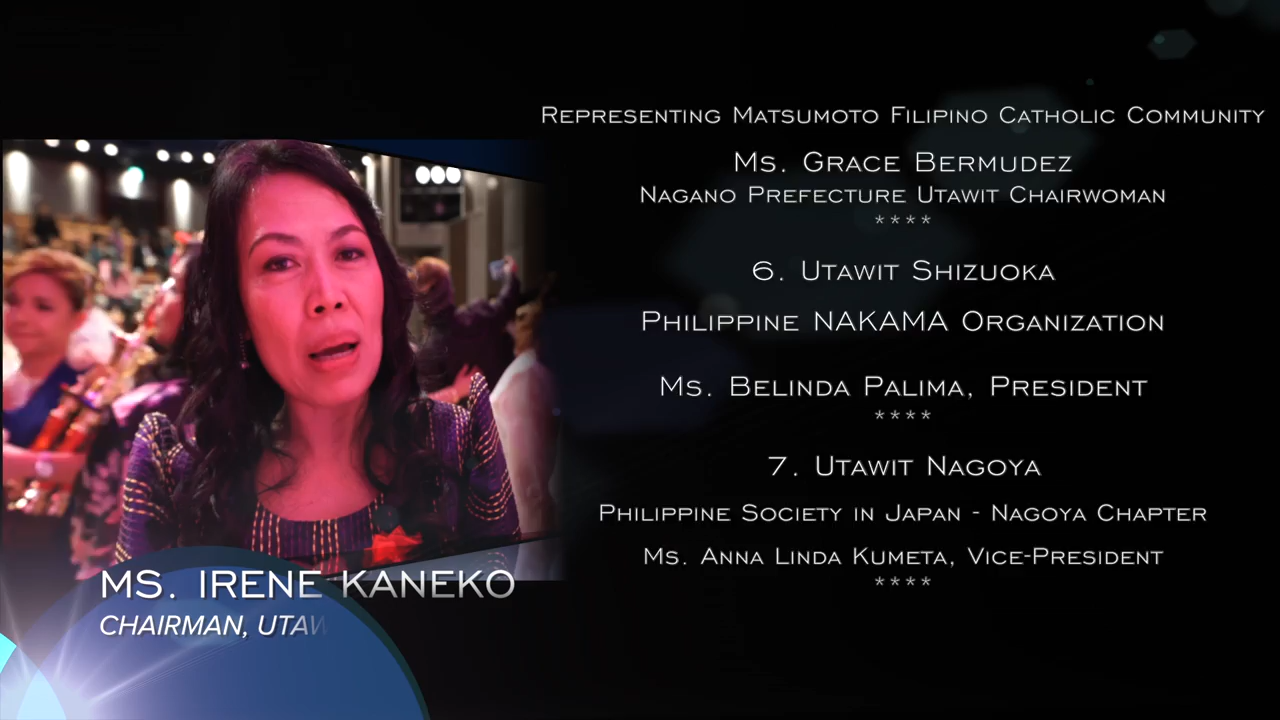 Representing Matsumoto Filipino Catholic Community
Ms. Grace Bermudez
Nagano Prefecture Utawit Chairwoman
****
6. Utawit Shizuoka
Philippine NAKAMA Organization
Ms. Belinda Palima, President
****
7. Utawit Nagoya
Philippine Society in Japan - Nagoya Chapter
Ms. Anna Linda Kumeta, Vice-President
****
MS. IRENE KANEKO
CHAIRMAN, UTAW